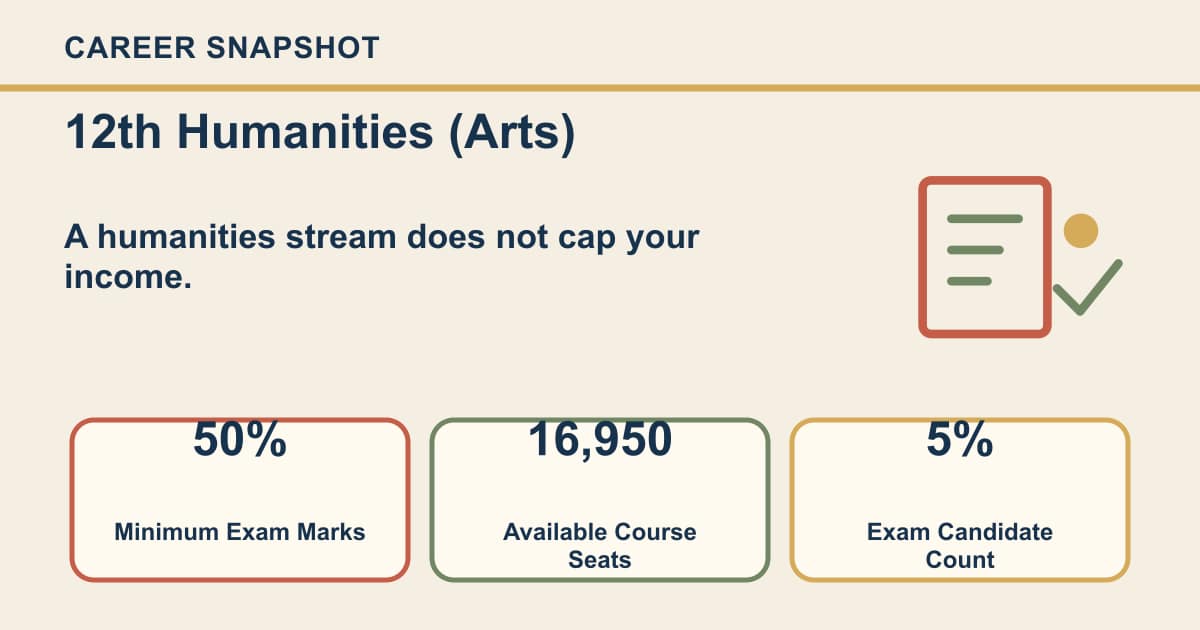 CAREER SNAPSHOT
12th Humanities (Arts)
A humanities stream does not cap your
income.
50%
Minimum Exam Marks
16,950
Available Course
Seats
5%
Exam Candidate
Count